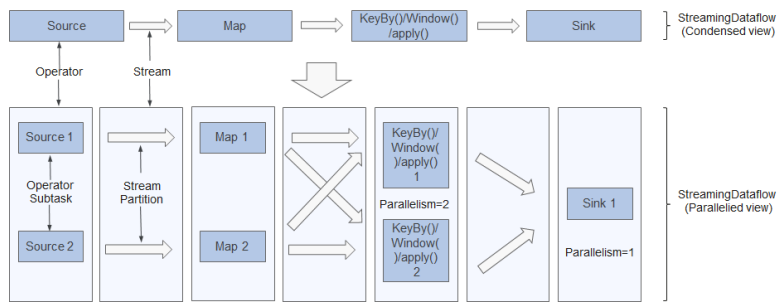 Source
Map
KeyBy()/Window()
/apply()
Sink
StreamingDataflow
(Condensed view)
Operator
Stream
Source 1
Map 1
KeyBy()/
Window(
)/apply()
1
Operator
Subtask
Stream
Partition
Parallelism=2
Sink 1
StreamingDataflow
(Parallelied view)
Source 2
Map 2
KeyBy()/
Window(
)/apply()
2
Parallelism=1